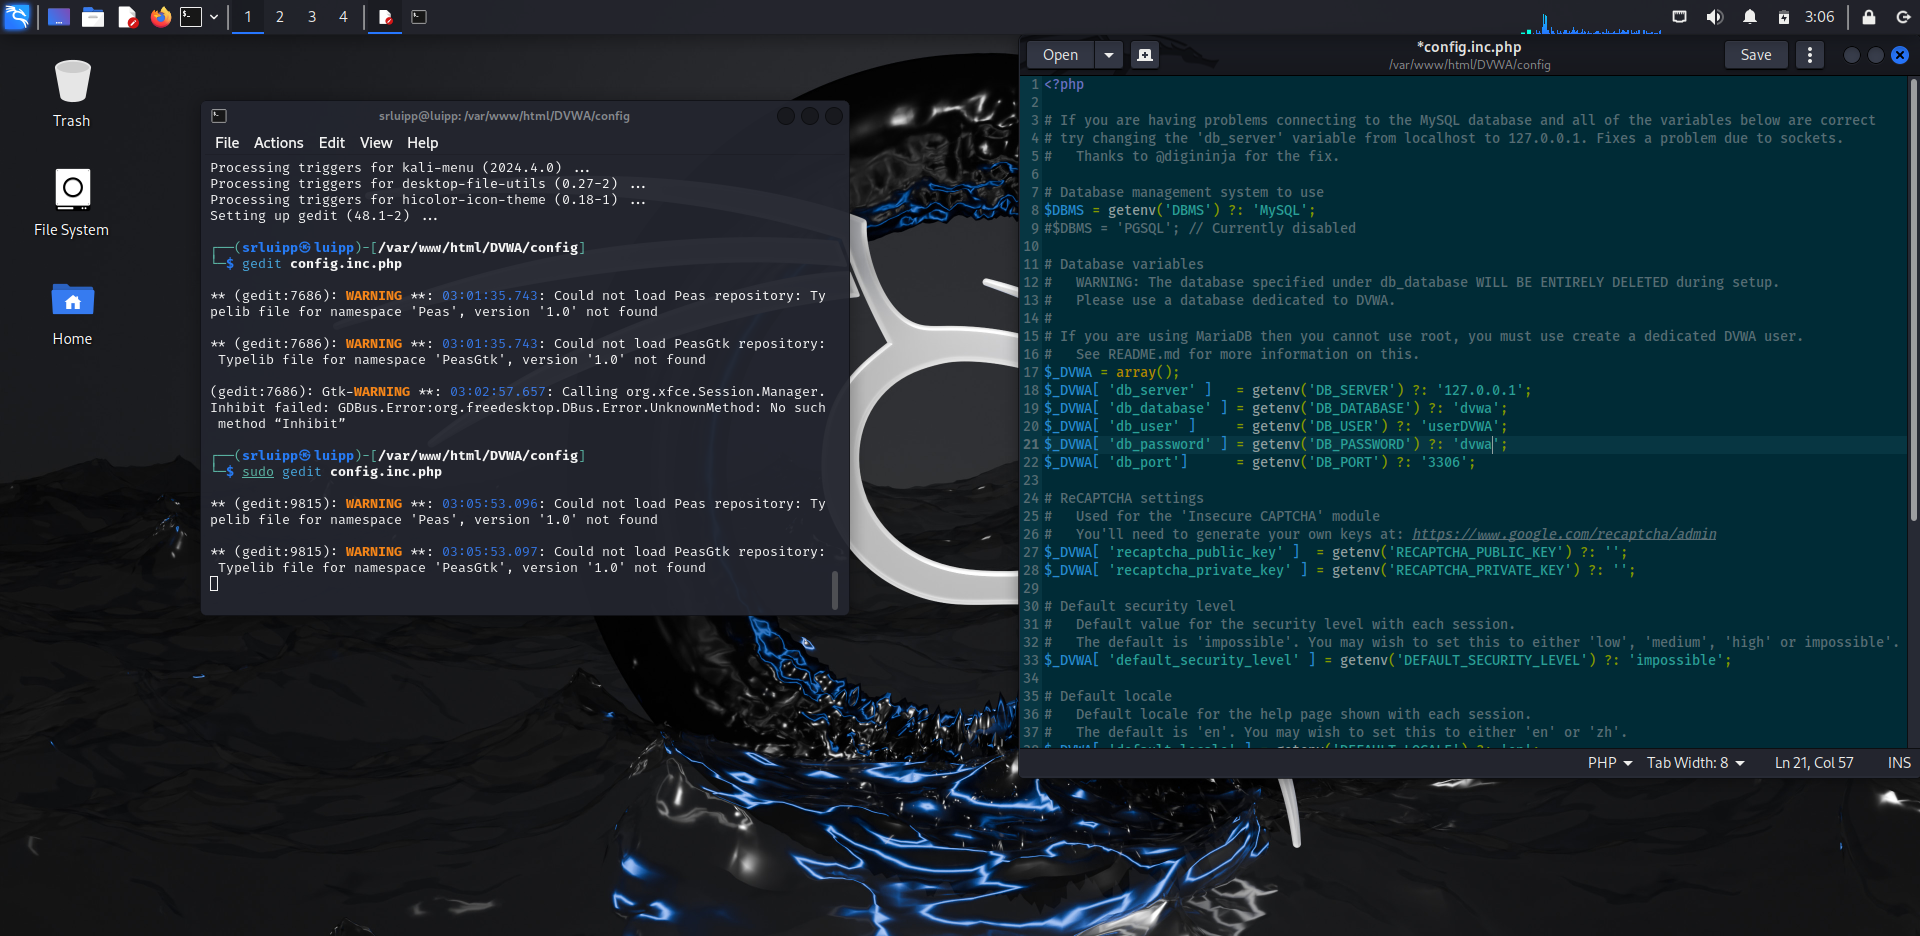 1 2 3 4
3:06
Trash
File System
Home
srluipp@luipp: /var/www/html/DVWA/config
File Actions Edit View Help
Processing triggers for kali-menu (2024.4.0) ...
Processing triggers for desktop-file-utils (0.27-2) ...
Processing triggers for hicolor-icon-theme (0.18-1) ...
Setting up gedit (48.1-2) ...
┌──(srluipp㉿luipp)-[/var/www/html/DVWA/config]
└─$ gedit config.inc.php
** (gedit:7686): WARNING **: 03:01:35.743: Could not load Peas repository: Ty
pelib file for namespace 'Peas', version '1.0' not found
** (gedit:7686): WARNING **: 03:01:35.743: Could not load PeasGtk repository:
Typelib file for namespace 'PeasGtk', version '1.0' not found
(gedit:7686): Gtk-WARNING **: 03:02:57.657: Calling org.xfce.Session.Manager.
Inhibit failed: GDBus.Error:org.freedesktop.DBus.Error.UnknownMethod: No such
method “Inhibit”
┌──(srluipp㉿luipp)-[/var/www/html/DVWA/config]
└─$ sudo gedit config.inc.php
** (gedit:9815): WARNING **: 03:05:53.096: Could not load Peas repository: Ty
pelib file for namespace 'Peas', version '1.0' not found
** (gedit:9815): WARNING **: 03:05:53.097: Could not load PeasGtk repository:
Typelib file for namespace 'PeasGtk', version '1.0' not found
Open
*config.inc.php
/var/www/html/DVWA/config
Save
1 <?php
2
3 # If you are having problems connecting to the MySQL database and all of the variables below are correct
4 # try changing the 'db_server' variable from localhost to 127.0.0.1. Fixes a problem due to sockets.
5 #   Thanks to @digininja for the fix.
6
7 # Database management system to use
8 $DBMS = getenv('DBMS') ?: 'MySQL';
9 #$DBMS = 'PGSQL'; // Currently disabled
10
11 # Database variables
12 #   WARNING: The database specified under db_database WILL BE ENTIRELY DELETED during setup.
13 #   Please use a database dedicated to DVWA.
14 #
15 # If you are using MariaDB then you cannot use root, you must use create a dedicated DVWA user.
16 #   See README.md for more information on this.
17 $_DVWA = array();
18 $_DVWA[ 'db_server' ]   = getenv('DB_SERVER') ?: '127.0.0.1';
19 $_DVWA[ 'db_database' ] = getenv('DB_DATABASE') ?: 'dvwa';
20 $_DVWA[ 'db_user' ]     = getenv('DB_USER') ?: 'userDVWA';
21 $_DVWA[ 'db_password' ] = getenv('DB_PASSWORD') ?: 'dvwa';
22 $_DVWA[ 'db_port']      = getenv('DB_PORT') ?: '3306';
23
24 # ReCAPTCHA settings
25 #   Used for the 'Insecure CAPTCHA' module
26 #   You'll need to generate your own keys at: https://www.google.com/recaptcha/admin
27 $_DVWA[ 'recaptcha_public_key' ]  = getenv('RECAPTCHA_PUBLIC_KEY') ?: '';
28 $_DVWA[ 'recaptcha_private_key' ] = getenv('RECAPTCHA_PRIVATE_KEY') ?: '';
29
30 # Default security level
31 #   Default value for the security level with each session.
32 #   The default is 'impossible'. You may wish to set this to either 'low', 'medium', 'high' or impossible'.
33 $_DVWA[ 'default_security_level' ] = getenv('DEFAULT_SECURITY_LEVEL') ?: 'impossible';
34
35 # Default locale
36 #   Default locale for the help page shown with each session.
37 #   The default is 'en'. You may wish to set this to either 'en' or 'zh'.
PHP Tab Width: 8 Ln 21, Col 57 INS